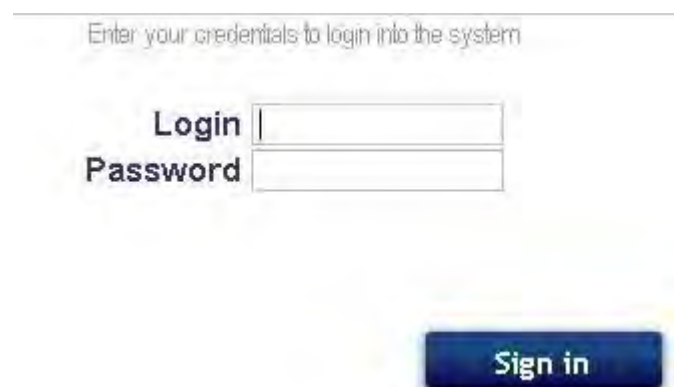 Enter your credentials to login into the system
Login
Password
Sign in